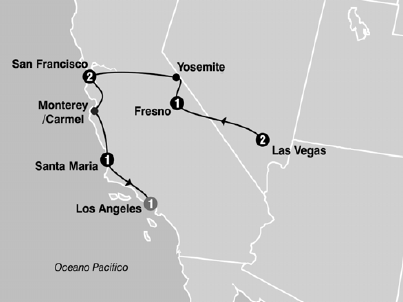 San Francisco
2
Yosemite
Monterey
/Carmel
Fresno
1
2
Las Vegas
Santa Maria
1
Los Angeles
1
Oceano Pacifico